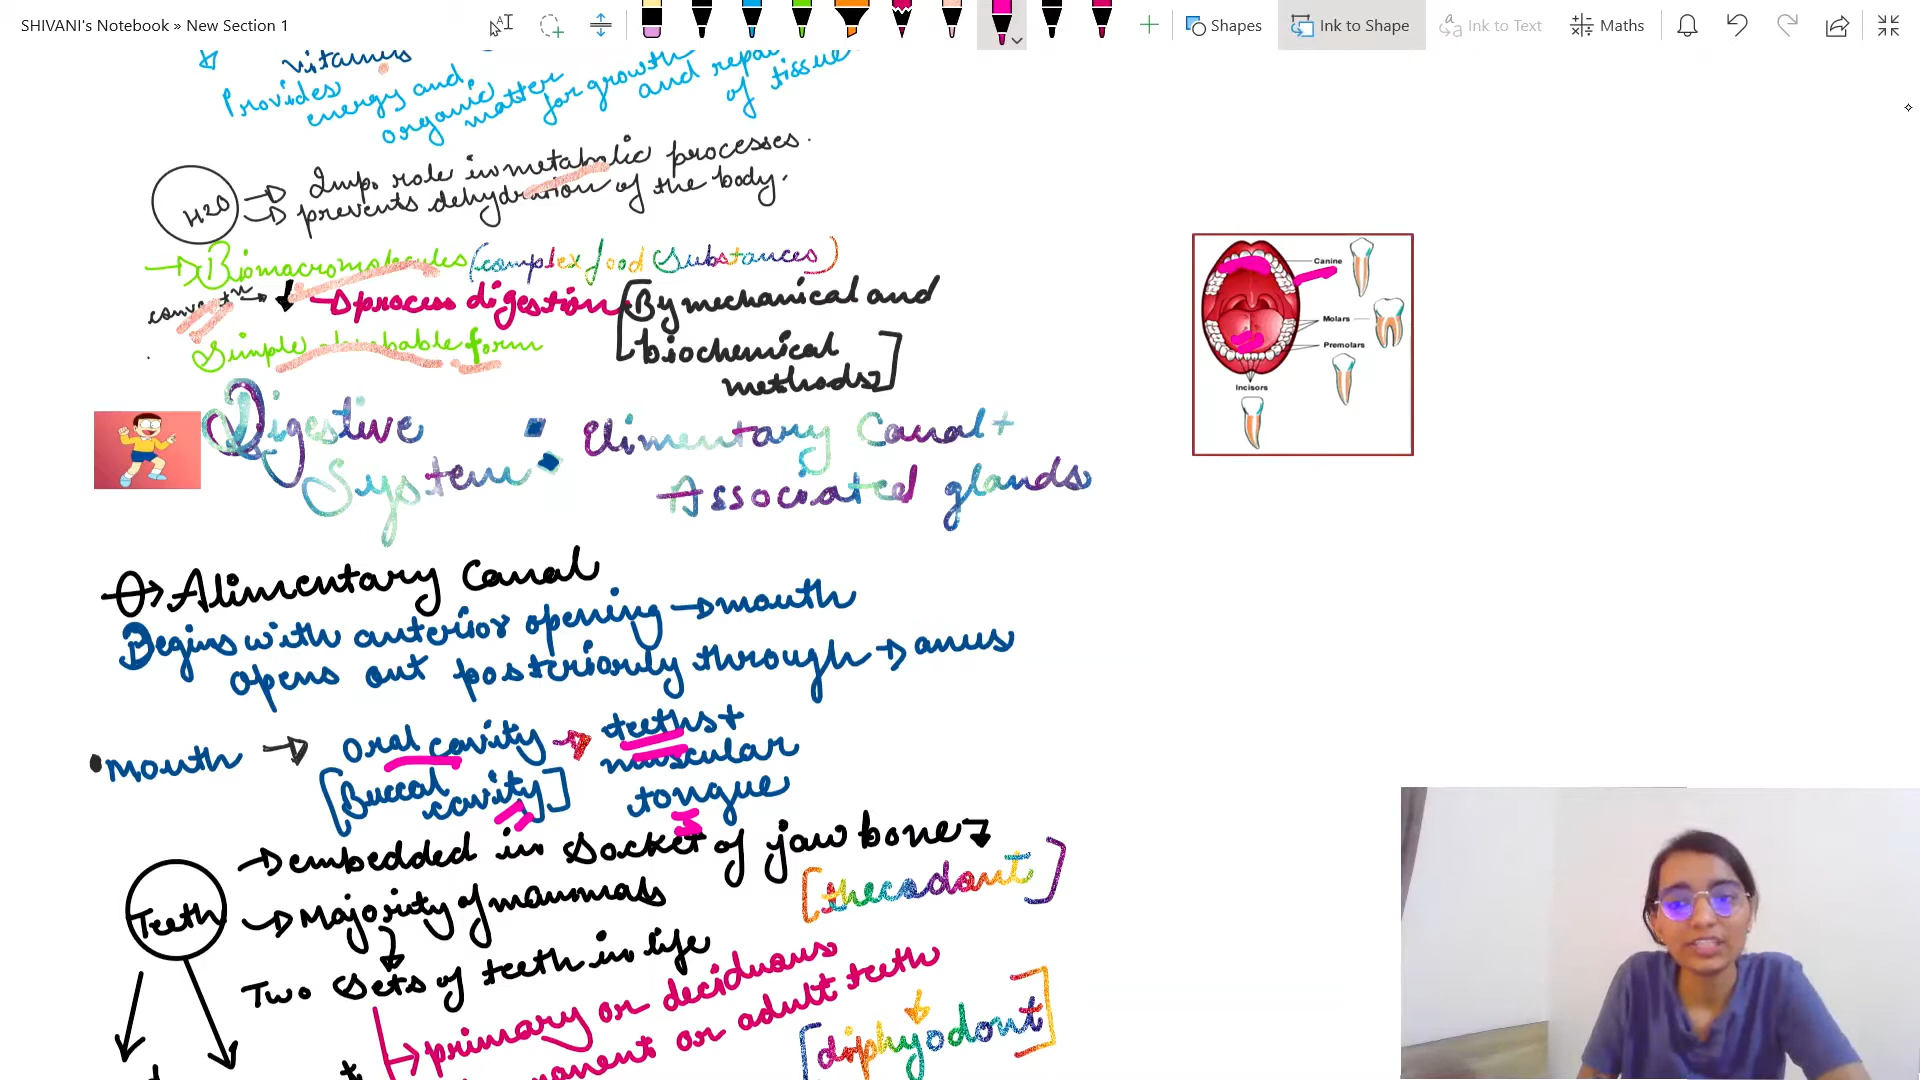 SHIVANI's Notebook » New Section 1
Shapes
Ink to Shape
Ink to Text
Maths
vitamins
Provides energy and organic matter for growth and repair of tissue
H2O
Imp. role in metabolic processes.
prevents dehydration of the body.
Biomacromolecules (complex food substances)
process digestion
By mechanical and
biochemical
methods
Simple absorbable form
Digestive
System
Elimentary Canal +
Associated glands
Canine
Molars
Premolars
Incisors
Alimentary Canal
Begins with anterior opening → mouth
opens out posteriorly through → anus
Mouth → Oral cavity → teeths +
[Buccal cavity]
muscular
tongue
Teeth
→ embedded in socket of jaw bone
[thecodont]
→ Majority of mammals
Two sets of teeth in life
→ primary or deciduous
or adult teeth
[diphyodont]